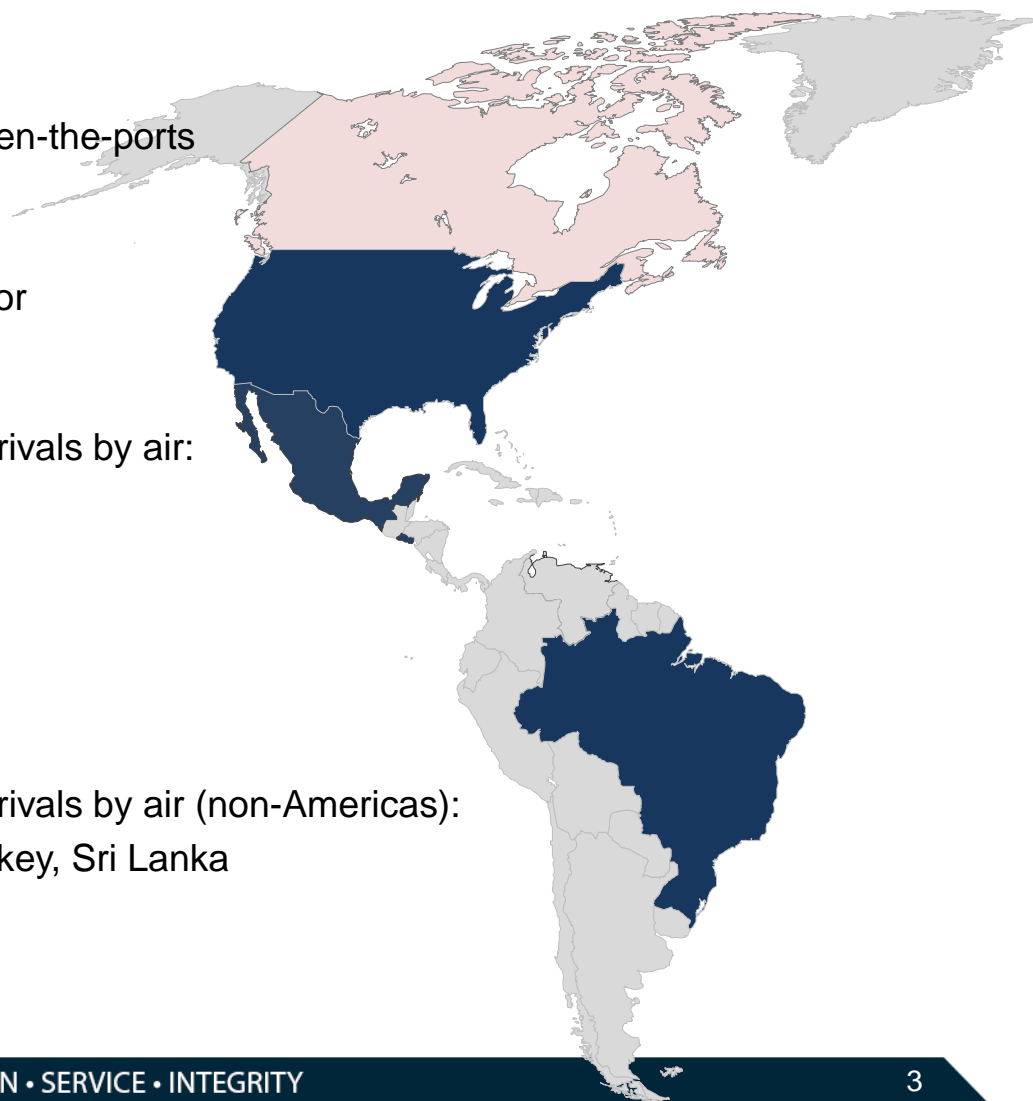 en-the-ports
or
rivals by air:
rivals by air (non-Americas):
key, Sri Lanka
N • SERVICE • INTEGRITY
3